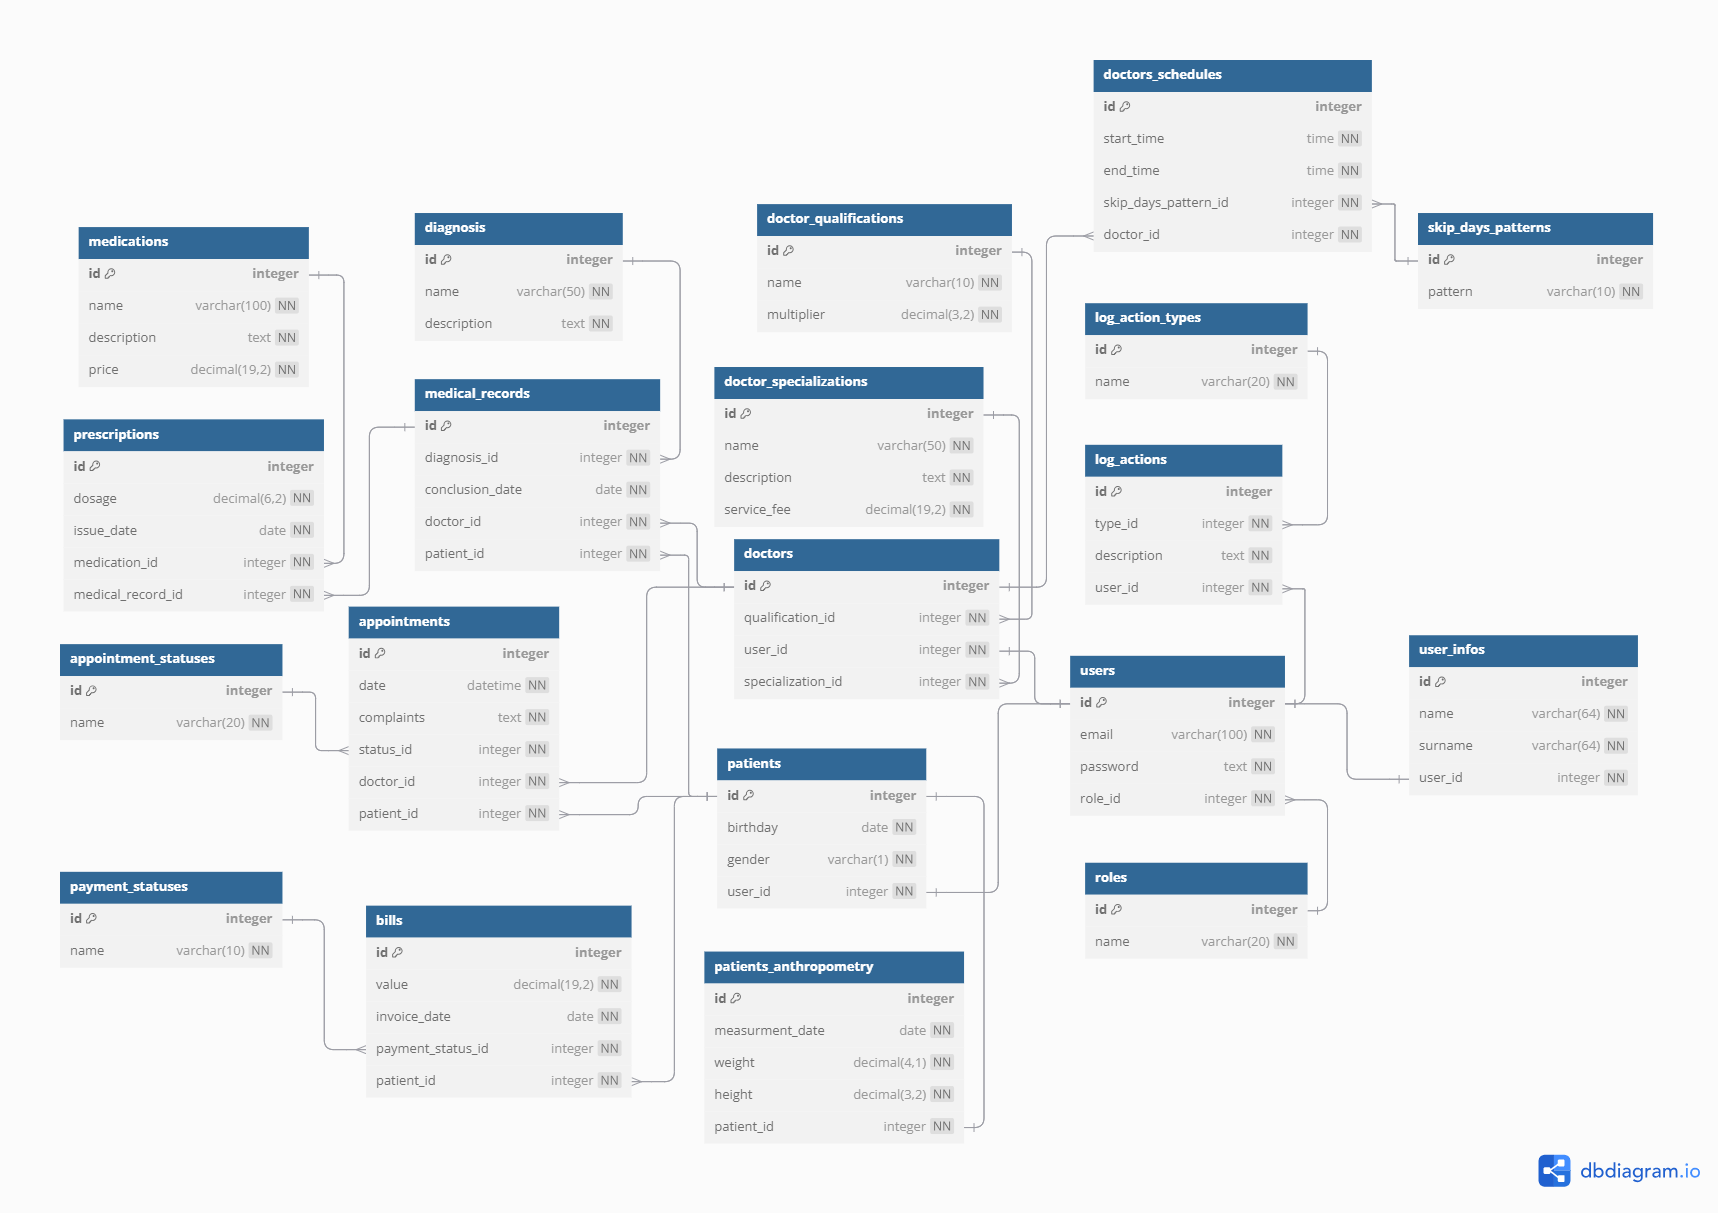 doctors_schedules
id integer
start_time time NN
end_time time NN
skip_days_pattern_id integer NN
doctor_id integer NN
skip_days_patterns
id integer
pattern varchar(10) NN
medications
id integer
name varchar(100) NN
description text NN
price decimal(19,2) NN
diagnosis
id integer
name varchar(50) NN
description text NN
doctor_qualifications
id integer
name varchar(10) NN
multiplier decimal(3,2) NN
log_action_types
id integer
name varchar(20) NN
prescriptions
id integer
dosage decimal(6,2) NN
issue_date date NN
medication_id integer NN
medical_record_id integer NN
medical_records
id integer
diagnosis_id integer NN
conclusion_date date NN
doctor_id integer NN
patient_id integer NN
doctor_specializations
id integer
name varchar(50) NN
description text NN
service_fee decimal(19,2) NN
log_actions
id integer
type_id integer NN
description text NN
user_id integer NN
doctors
id integer
qualification_id integer NN
user_id integer NN
specialization_id integer NN
appointment_statuses
id integer
name varchar(20) NN
appointments
id integer
date datetime NN
complaints text NN
status_id integer NN
doctor_id integer NN
patient_id integer NN
users
id integer
email varchar(100) NN
password text NN
role_id integer NN
user_infos
id integer
name varchar(64) NN
surname varchar(64) NN
user_id integer NN
patients
id integer
birthday date NN
gender varchar(1) NN
user_id integer NN
roles
id integer
name varchar(20) NN
payment_statuses
id integer
name varchar(10) NN
bills
id integer
value decimal(19,2) NN
invoice_date date NN
payment_status_id integer NN
patient_id integer NN
patients_anthropometry
id integer
measurment_date date NN
weight decimal(4,1) NN
height decimal(3,2) NN
patient_id integer NN
dbdiagram.io